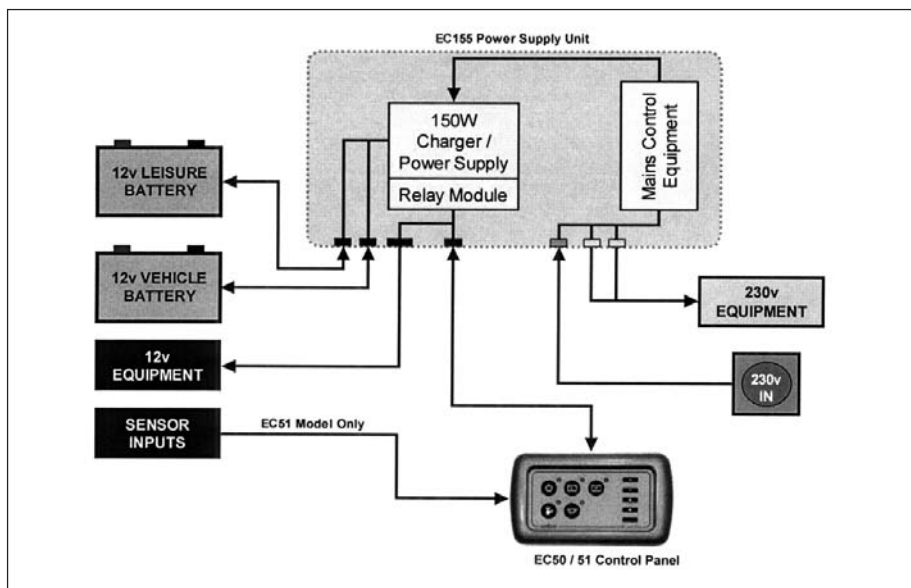 EC155 Power Supply Unit
150W
Charger /
Power Supply
Relay Module
Mains Control
Equipment
12v LEISURE
BATTERY
12v VEHICLE
BATTERY
12v
EQUIPMENT
SENSOR
INPUTS
EC51 Model Only
230v
EQUIPMENT
230v
IN
EC50 / 51 Control Panel